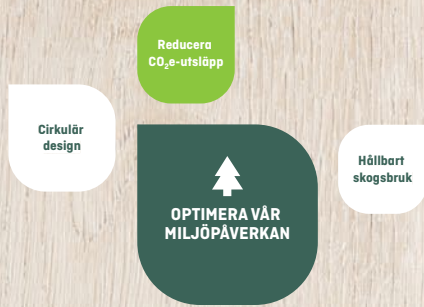 Reducera
CO₂e-utsläpp
Cirkulär
design
Hållbart
skogsbruk
OPTIMERA VÅR
MILJÖPÅVERKAN